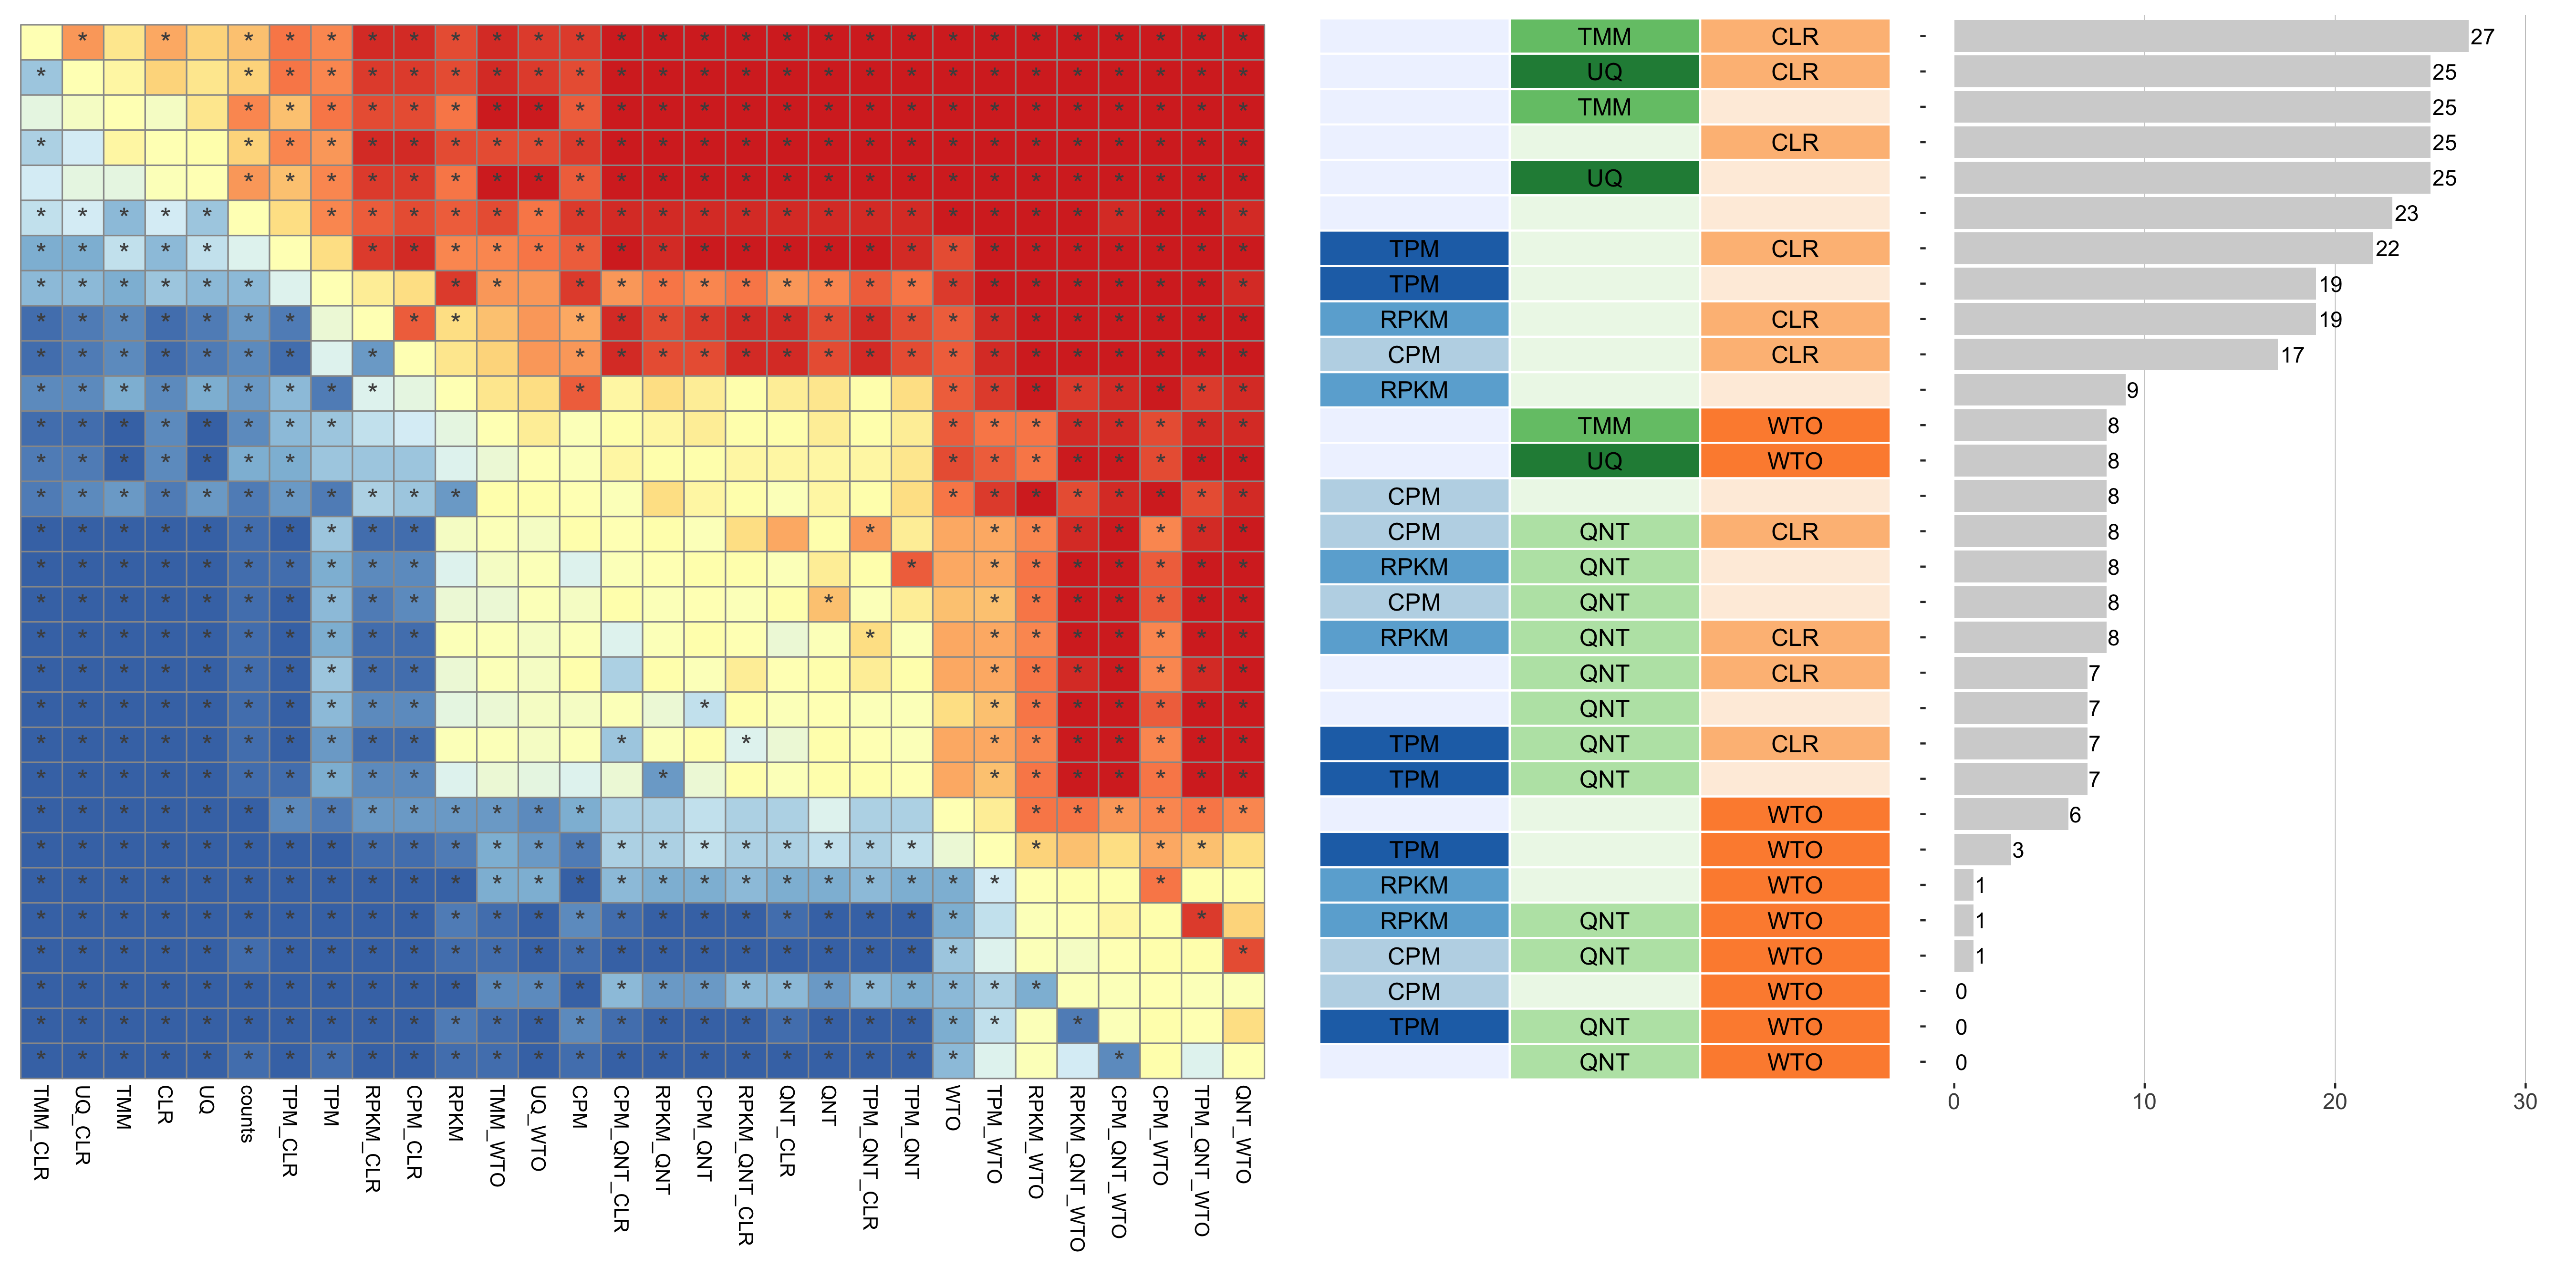 TMM CLR - 27
UQ CLR - 25
TMM - 25
CLR - 25
UQ - 25
- 23
TPM CLR - 22
TPM - 19
RPKM CLR - 19
CPM CLR - 17
RPKM - 9
TMM WTO - 8
UQ WTO - 8
CPM - 8
CPM QNT CLR - 8
RPKM QNT - 8
CPM QNT - 8
RPKM QNT CLR - 8
QNT CLR - 7
QNT - 7
TPM QNT CLR - 7
TPM QNT - 7
WTO - 6
TPM WTO - 3
RPKM WTO - 1
RPKM QNT WTO - 1
CPM QNT WTO - 1
CPM WTO - 0
TPM QNT WTO - 0
QNT WTO - 0
TMM_CLR
UQ_CLR
TMM
CLR
UQ
counts
TPM_CLR
TPM
RPKM_CLR
CPM_CLR
RPKM
TMM_WTO
UQ_WTO
CPM
CPM_QNT_CLR
RPKM_QNT
CPM_QNT
RPKM_QNT_CLR
QNT_CLR
QNT
TPM_QNT_CLR
TPM_QNT
WTO
TPM_WTO
RPKM_WTO
RPKM_QNT_WTO
CPM_QNT_WTO
CPM_WTO
TPM_QNT_WTO
QNT_WTO
0 10 20 30